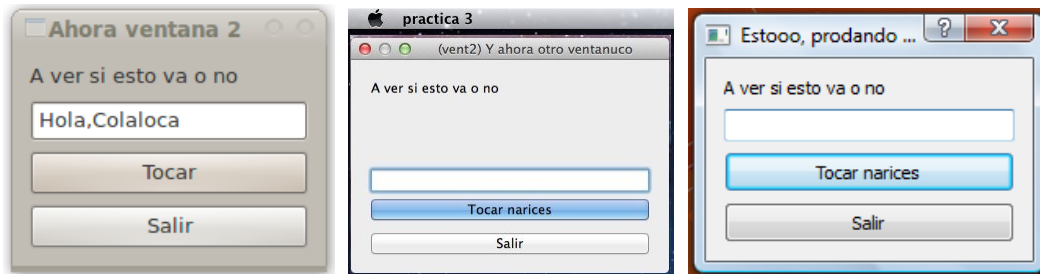 Ahora ventana 2
A ver si esto va o no
Hola,Colaloca
Tocar
Salir
practica 3
(vent2) Y ahora otro ventanuco
A ver si esto va o no
Tocar narices
Salir
Estooo, prodando ...
?
X
A ver si esto va o no
Tocar narices
Salir